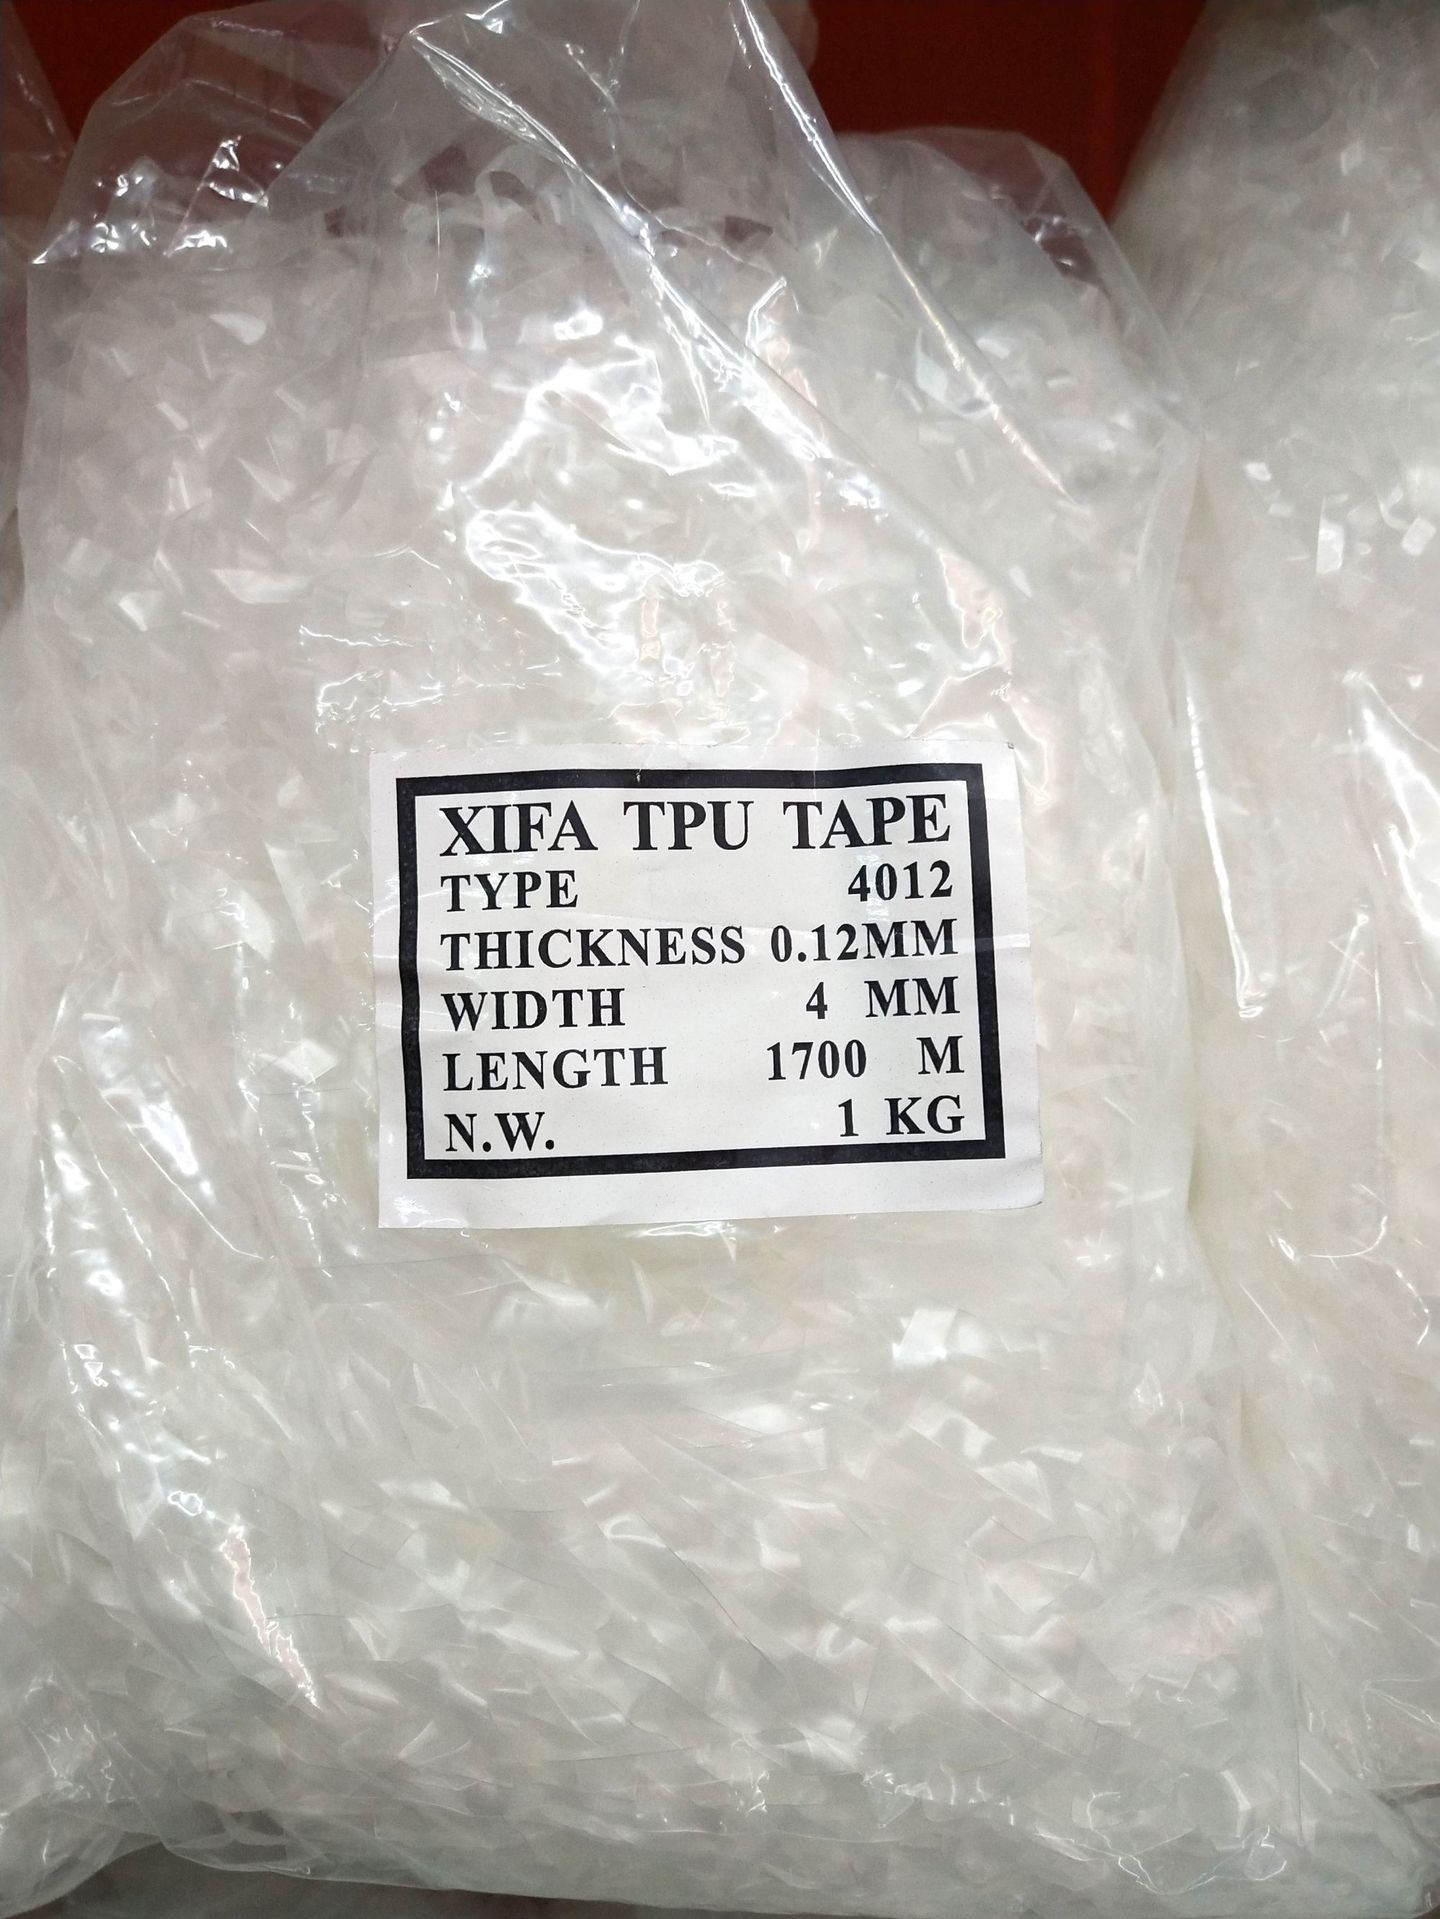 XIFA TPU TAPE
TYPE 4012
THICKNESS 0.12MM
WIDTH 4 MM
LENGTH 1700 M
N.W. 1 KG